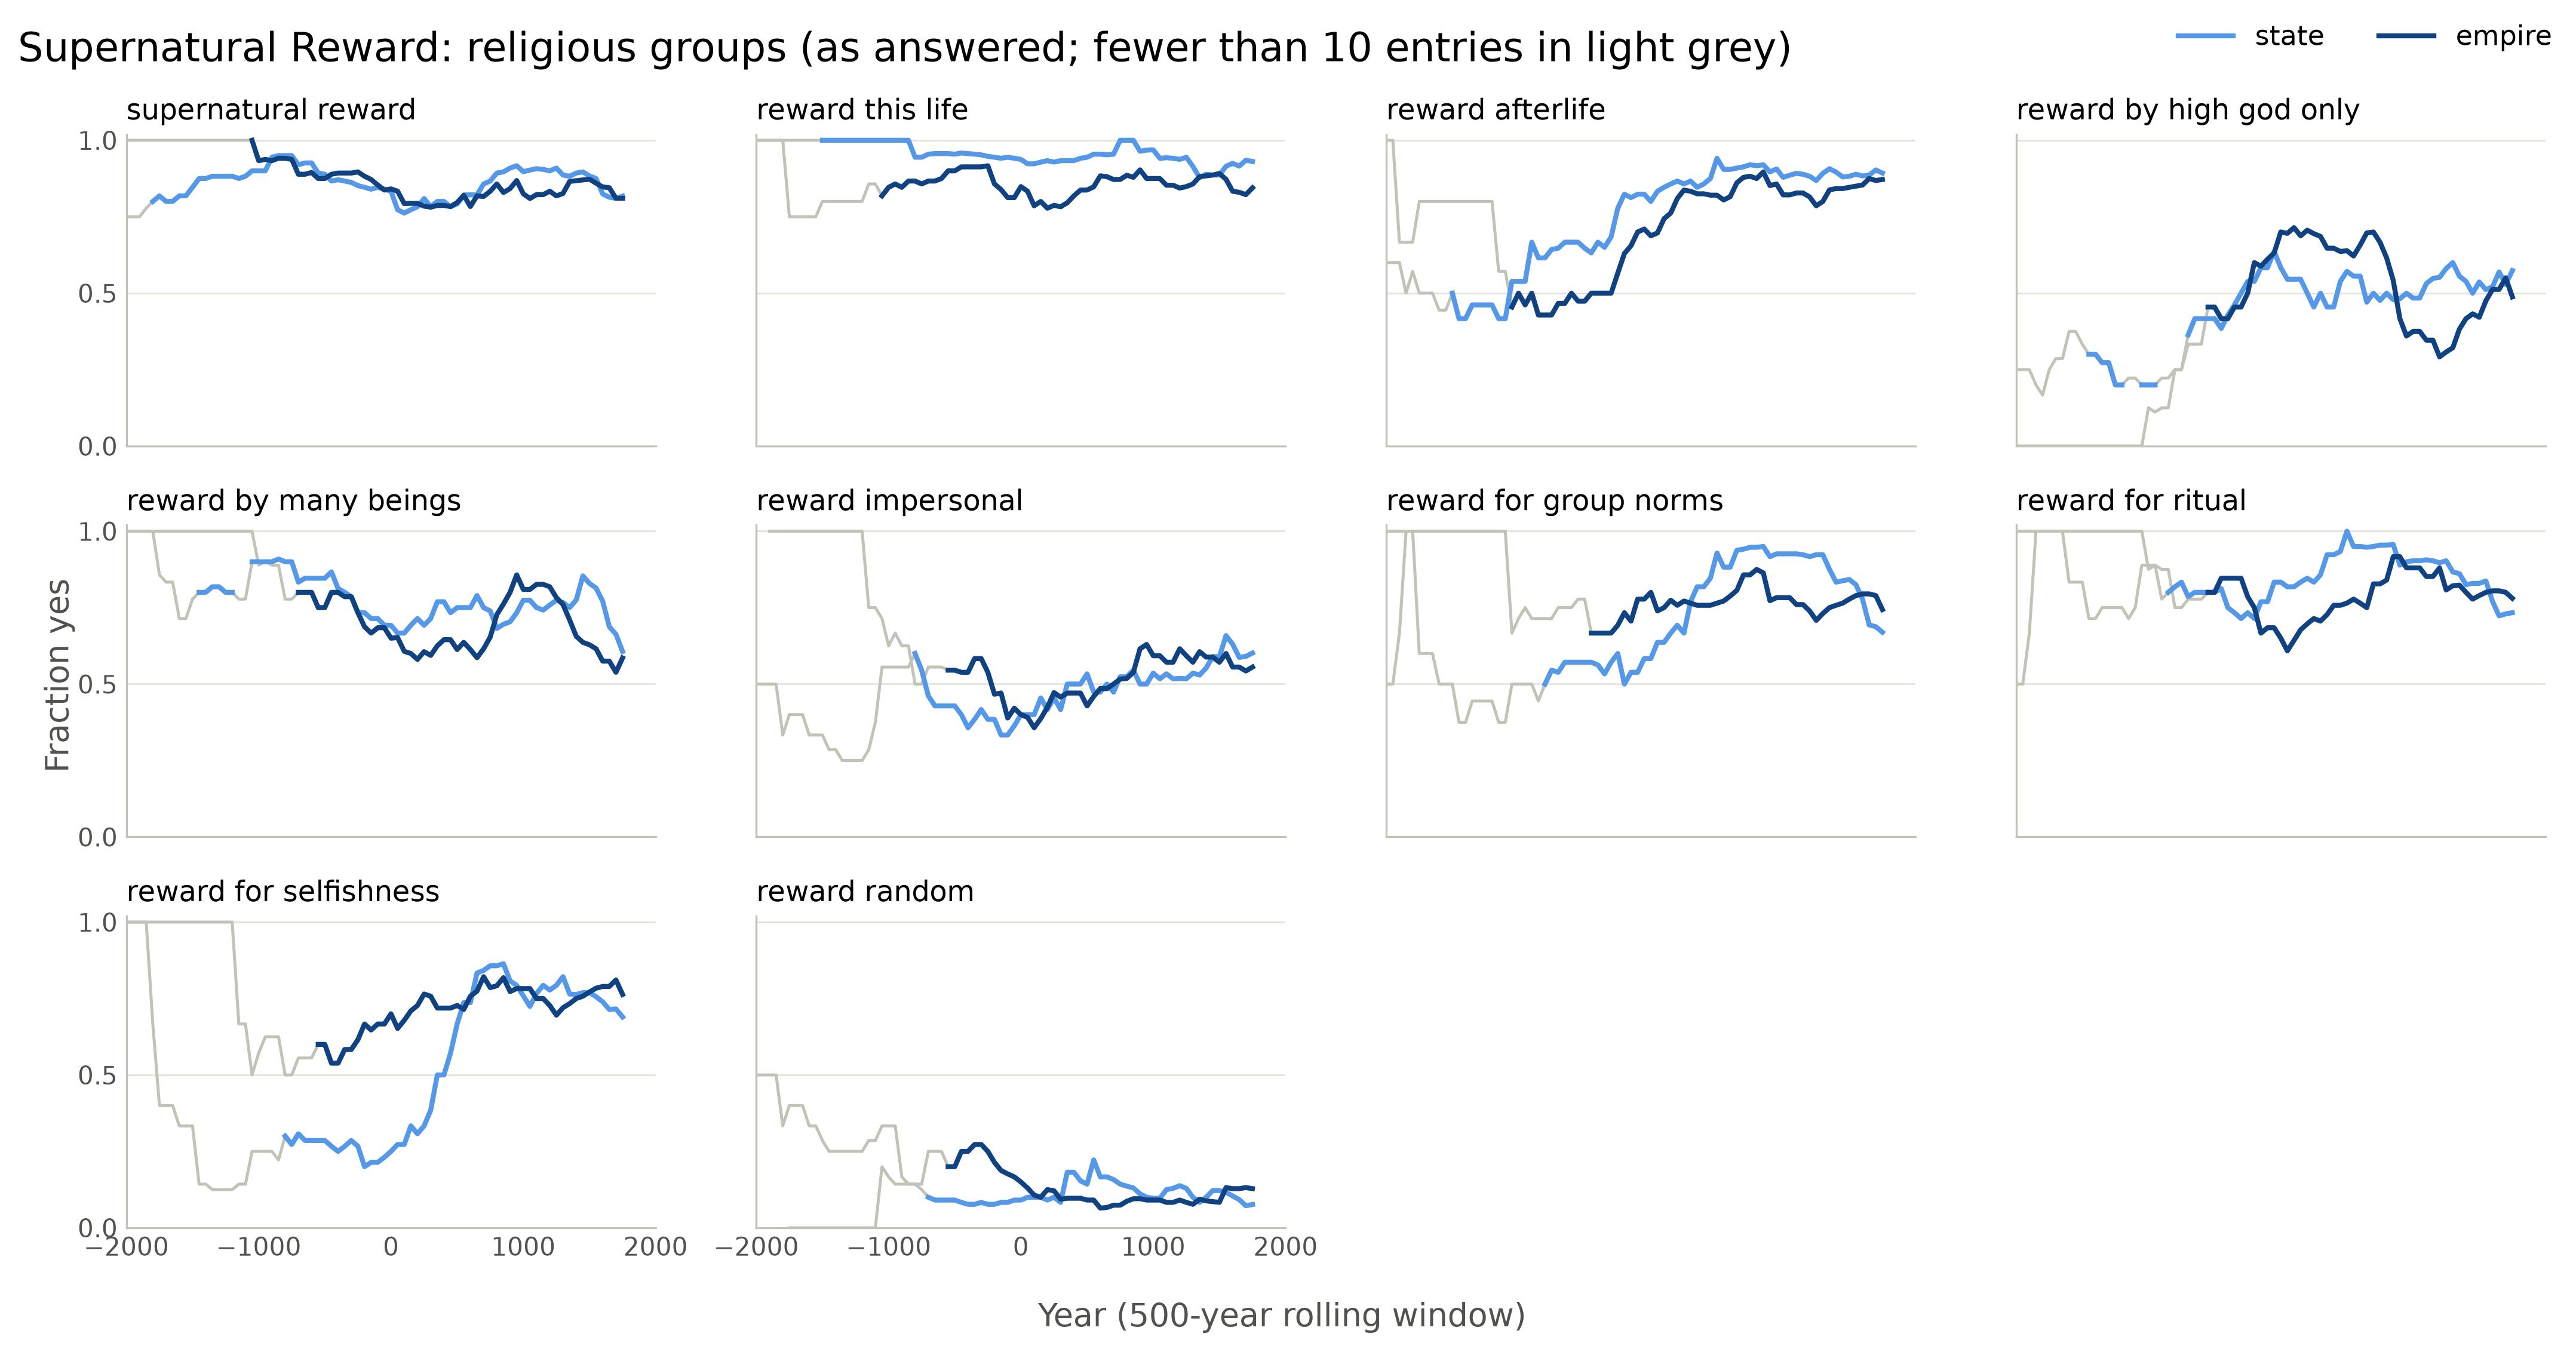 Supernatural Reward: religious groups (as answered; fewer than 10 entries in light grey)
state
empire
supernatural reward
reward this life
reward afterlife
reward by high god only
1.0
0.5
0.0
reward by many beings
reward impersonal
reward for group norms
reward for ritual
1.0
0.5
0.0
Fraction yes
reward for selfishness
reward random
1.0
0.5
0.0
−2000 −1000 0 1000 2000
−2000 −1000 0 1000 2000
Year (500-year rolling window)